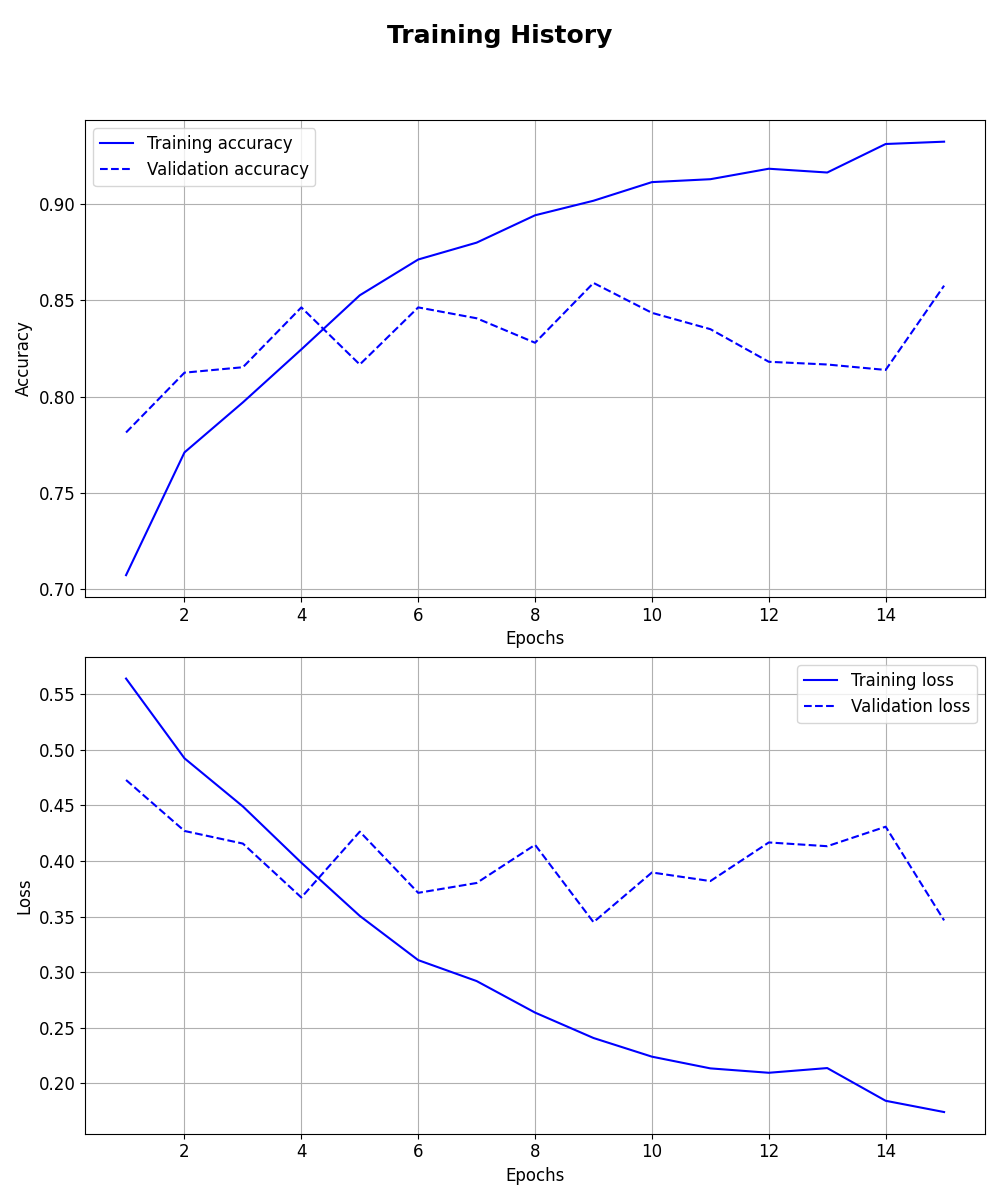 Training History
Training accuracy
Validation accuracy
0.90
0.85
0.80
0.75
0.70
Accuracy
2 4 6 8 10 12 14
Epochs
Training loss
Validation loss
0.55
0.50
0.45
0.40
0.35
0.30
0.25
0.20
Loss
2 4 6 8 10 12 14
Epochs